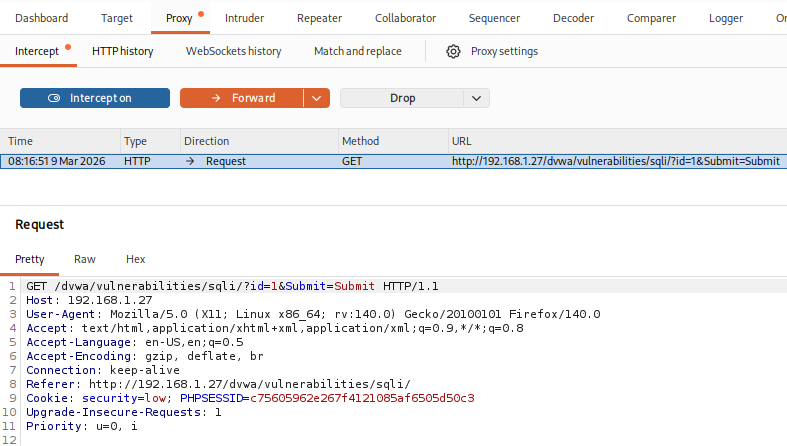 Dashboard Target Proxy Intruder Repeater Collaborator Sequencer Decoder Comparer Logger Or
Intercept HTTP history WebSockets history Match and replace Proxy settings
Intercept on Forward Drop
Time Type Direction Method URL
08:16:51 9 Mar 2026 HTTP Request GET http://192.168.1.27/dvwa/vulnerabilities/sqli/?id=1&Submit=Submit
Request
Pretty Raw Hex
1 GET /dvwa/vulnerabilities/sqli/?id=1&Submit=Submit HTTP/1.1
2 Host: 192.168.1.27
3 User-Agent: Mozilla/5.0 (X11; Linux x86_64; rv:140.0) Gecko/20100101 Firefox/140.0
4 Accept: text/html,application/xhtml+xml,application/xml;q=0.9,*/*;q=0.8
5 Accept-Language: en-US,en;q=0.5
6 Accept-Encoding: gzip, deflate, br
7 Connection: keep-alive
8 Referer: http://192.168.1.27/dvwa/vulnerabilities/sqli/
9 Cookie: security=low; PHPSESSID=c75605962e267f4121085af6505d50c3
10 Upgrade-Insecure-Requests: 1
11 Priority: u=0, i
12